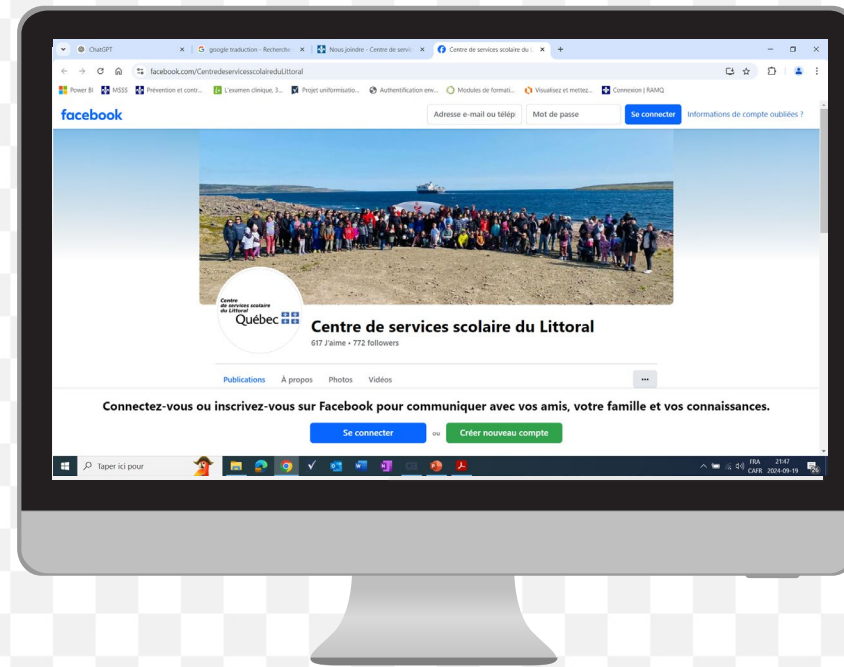 ChatGPT
google traduction - Recherche
Nous joindre - Centre de servic
Centre de services scolaire du L
facebook.com/CentredeservicesscolaireduLittoral
Power BI MSSS Prévention et contr... L'examen clinique, 3... Projet uniformisatio... Authentification env... Modules de formati... Visualisez et mettez... Connexion | RAMQ
facebook Adresse e-mail ou télép Mot de passe Se connecter Informations de compte oubliées ?
Centre
de services scolaire
du Littoral
Québec
Centre de services scolaire du Littoral
617 J'aime • 772 followers
Publications À propos Photos Vidéos ...
Connectez-vous ou inscrivez-vous sur Facebook pour communiquer avec vos amis, votre famille et vos connaissances.
Se connecter ou Créer nouveau compte
Taper ici pour
FRA 21:47
CAFR 2024-09-19
26